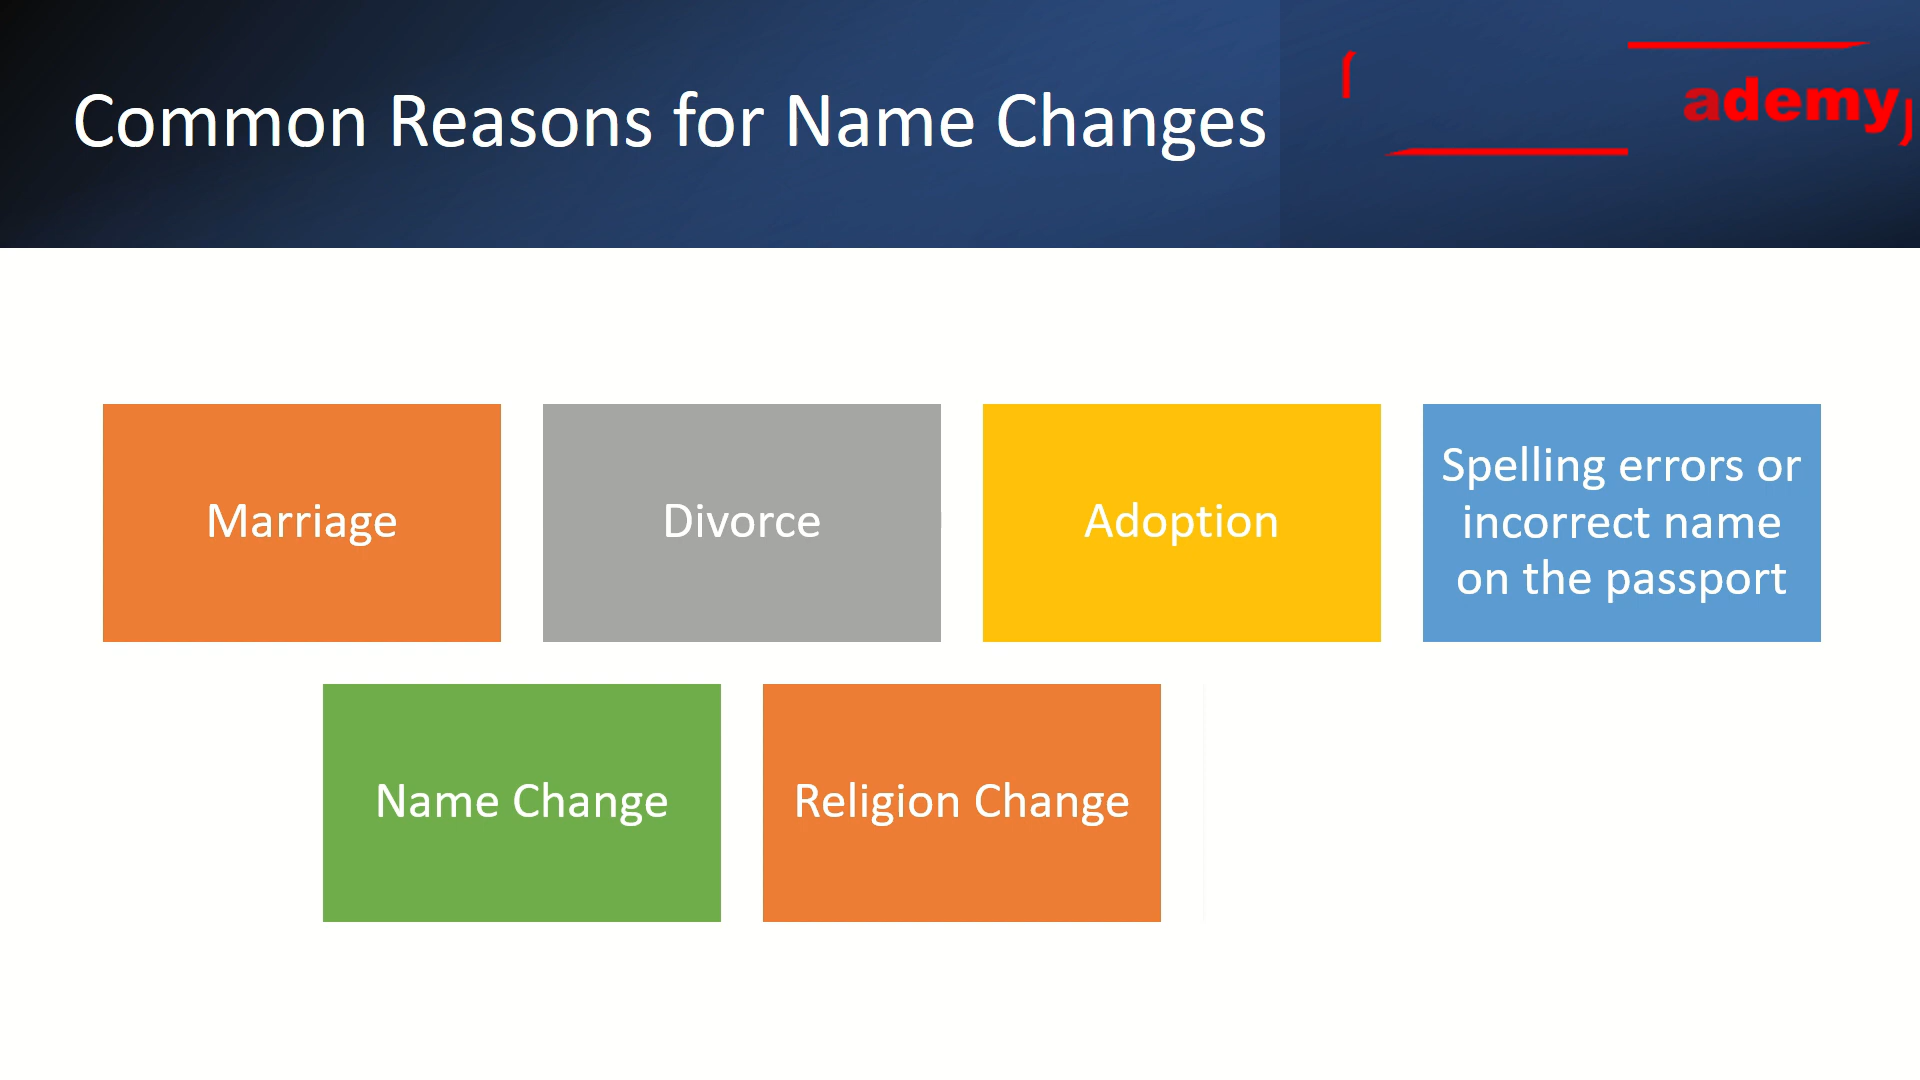 Common Reasons for Name Changes
ademy
Marriage
Divorce
Adoption
Spelling errors or
incorrect name
on the passport
Name Change
Religion Change